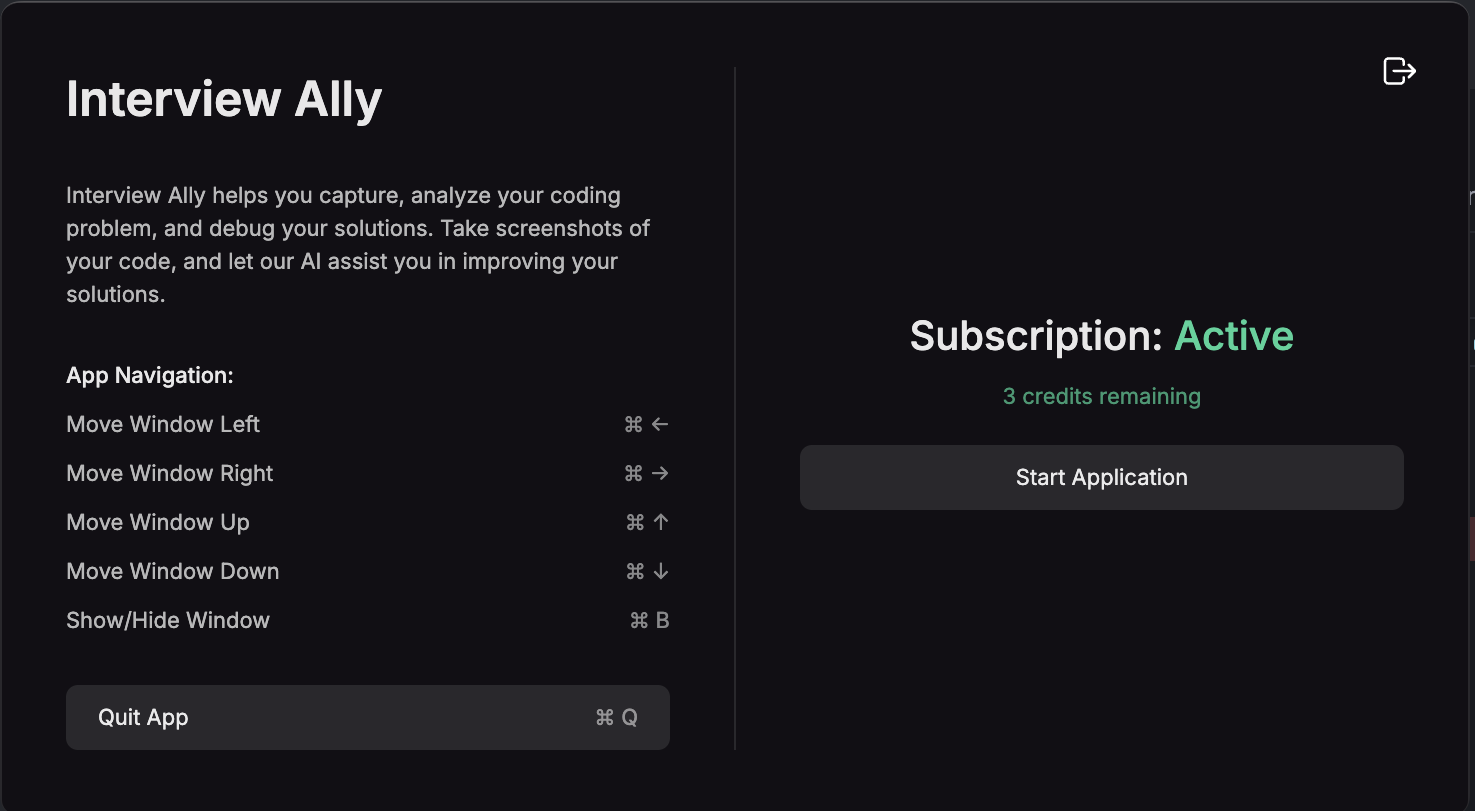 Interview Ally
Interview Ally helps you capture, analyze your coding
problem, and debug your solutions. Take screenshots of
your code, and let our AI assist you in improving your
solutions.
App Navigation:
Move Window Left ⌘ ←
Move Window Right ⌘ →
Move Window Up ⌘ ↑
Move Window Down ⌘ ↓
Show/Hide Window ⌘ B
Quit App ⌘ Q
Subscription: Active
3 credits remaining
Start Application